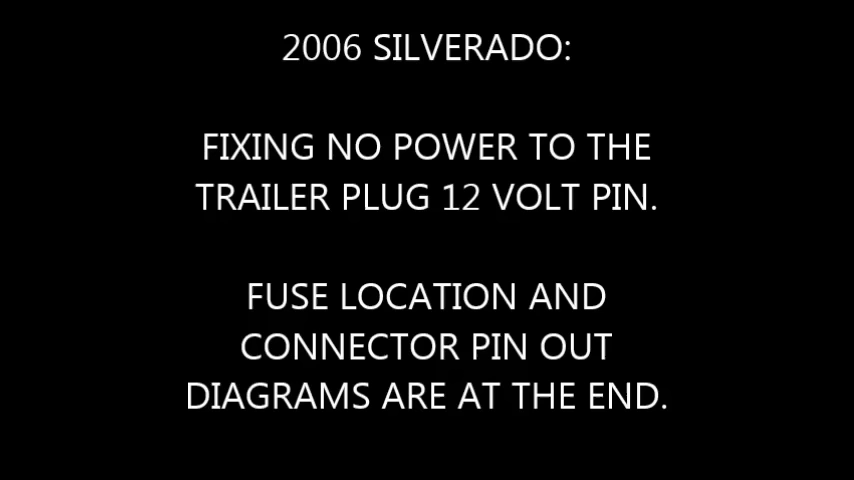 2006 SILVERADO:
FIXING NO POWER TO THE
TRAILER PLUG 12 VOLT PIN.
FUSE LOCATION AND
CONNECTOR PIN OUT
DIAGRAMS ARE AT THE END.